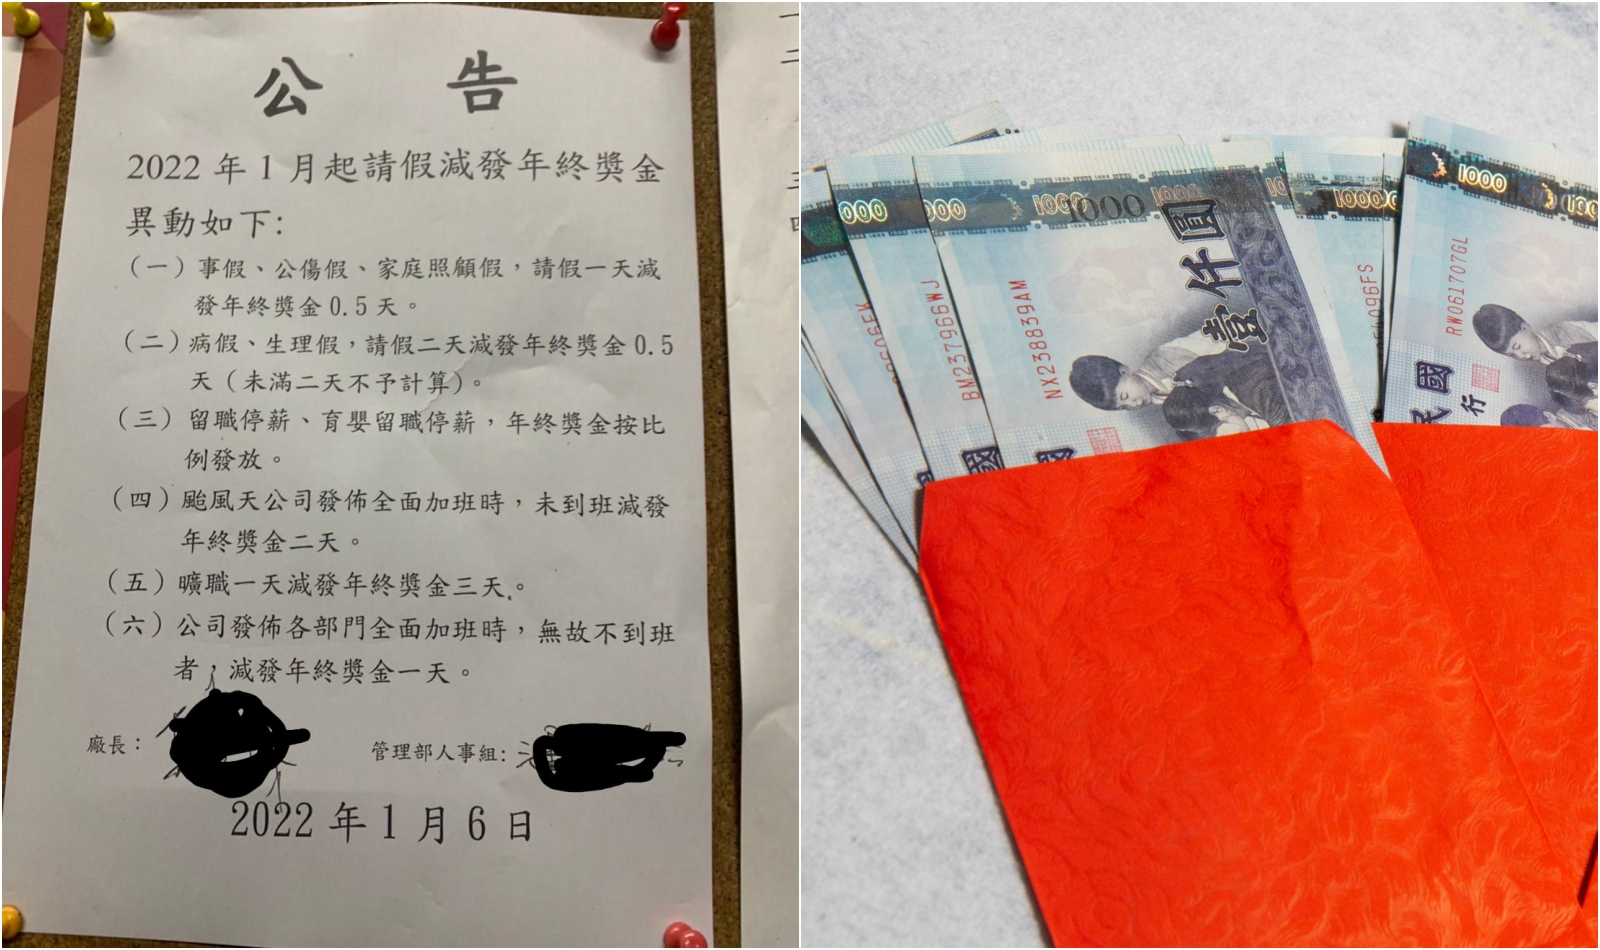 公 告
2022 年 1 月起請假減發年終獎金
異動如下:
（一）事假、公傷假、家庭照顧假，請假一天減
發年終獎金 0.5 天。
（二）病假、生理假，請假二天減發年終獎金 0.5
天（未滿二天不予計算）。
（三）留職停薪、育嬰留職停薪，年終獎金按比
例發放。
（四）颱風天公司發佈全面加班時，未到班減發
年終獎金二天。
（五）曠職一天減發年終獎金三天。
（六）公司發佈各部門全面加班時，無故不到班
者，減發年終獎金一天。
廠長：
管理部人事組:
2022 年 1 月 6 日
1000
1000
壹仟圓
BM237966WJ
NX238839AM
RW061707GL
國
國
民國
行